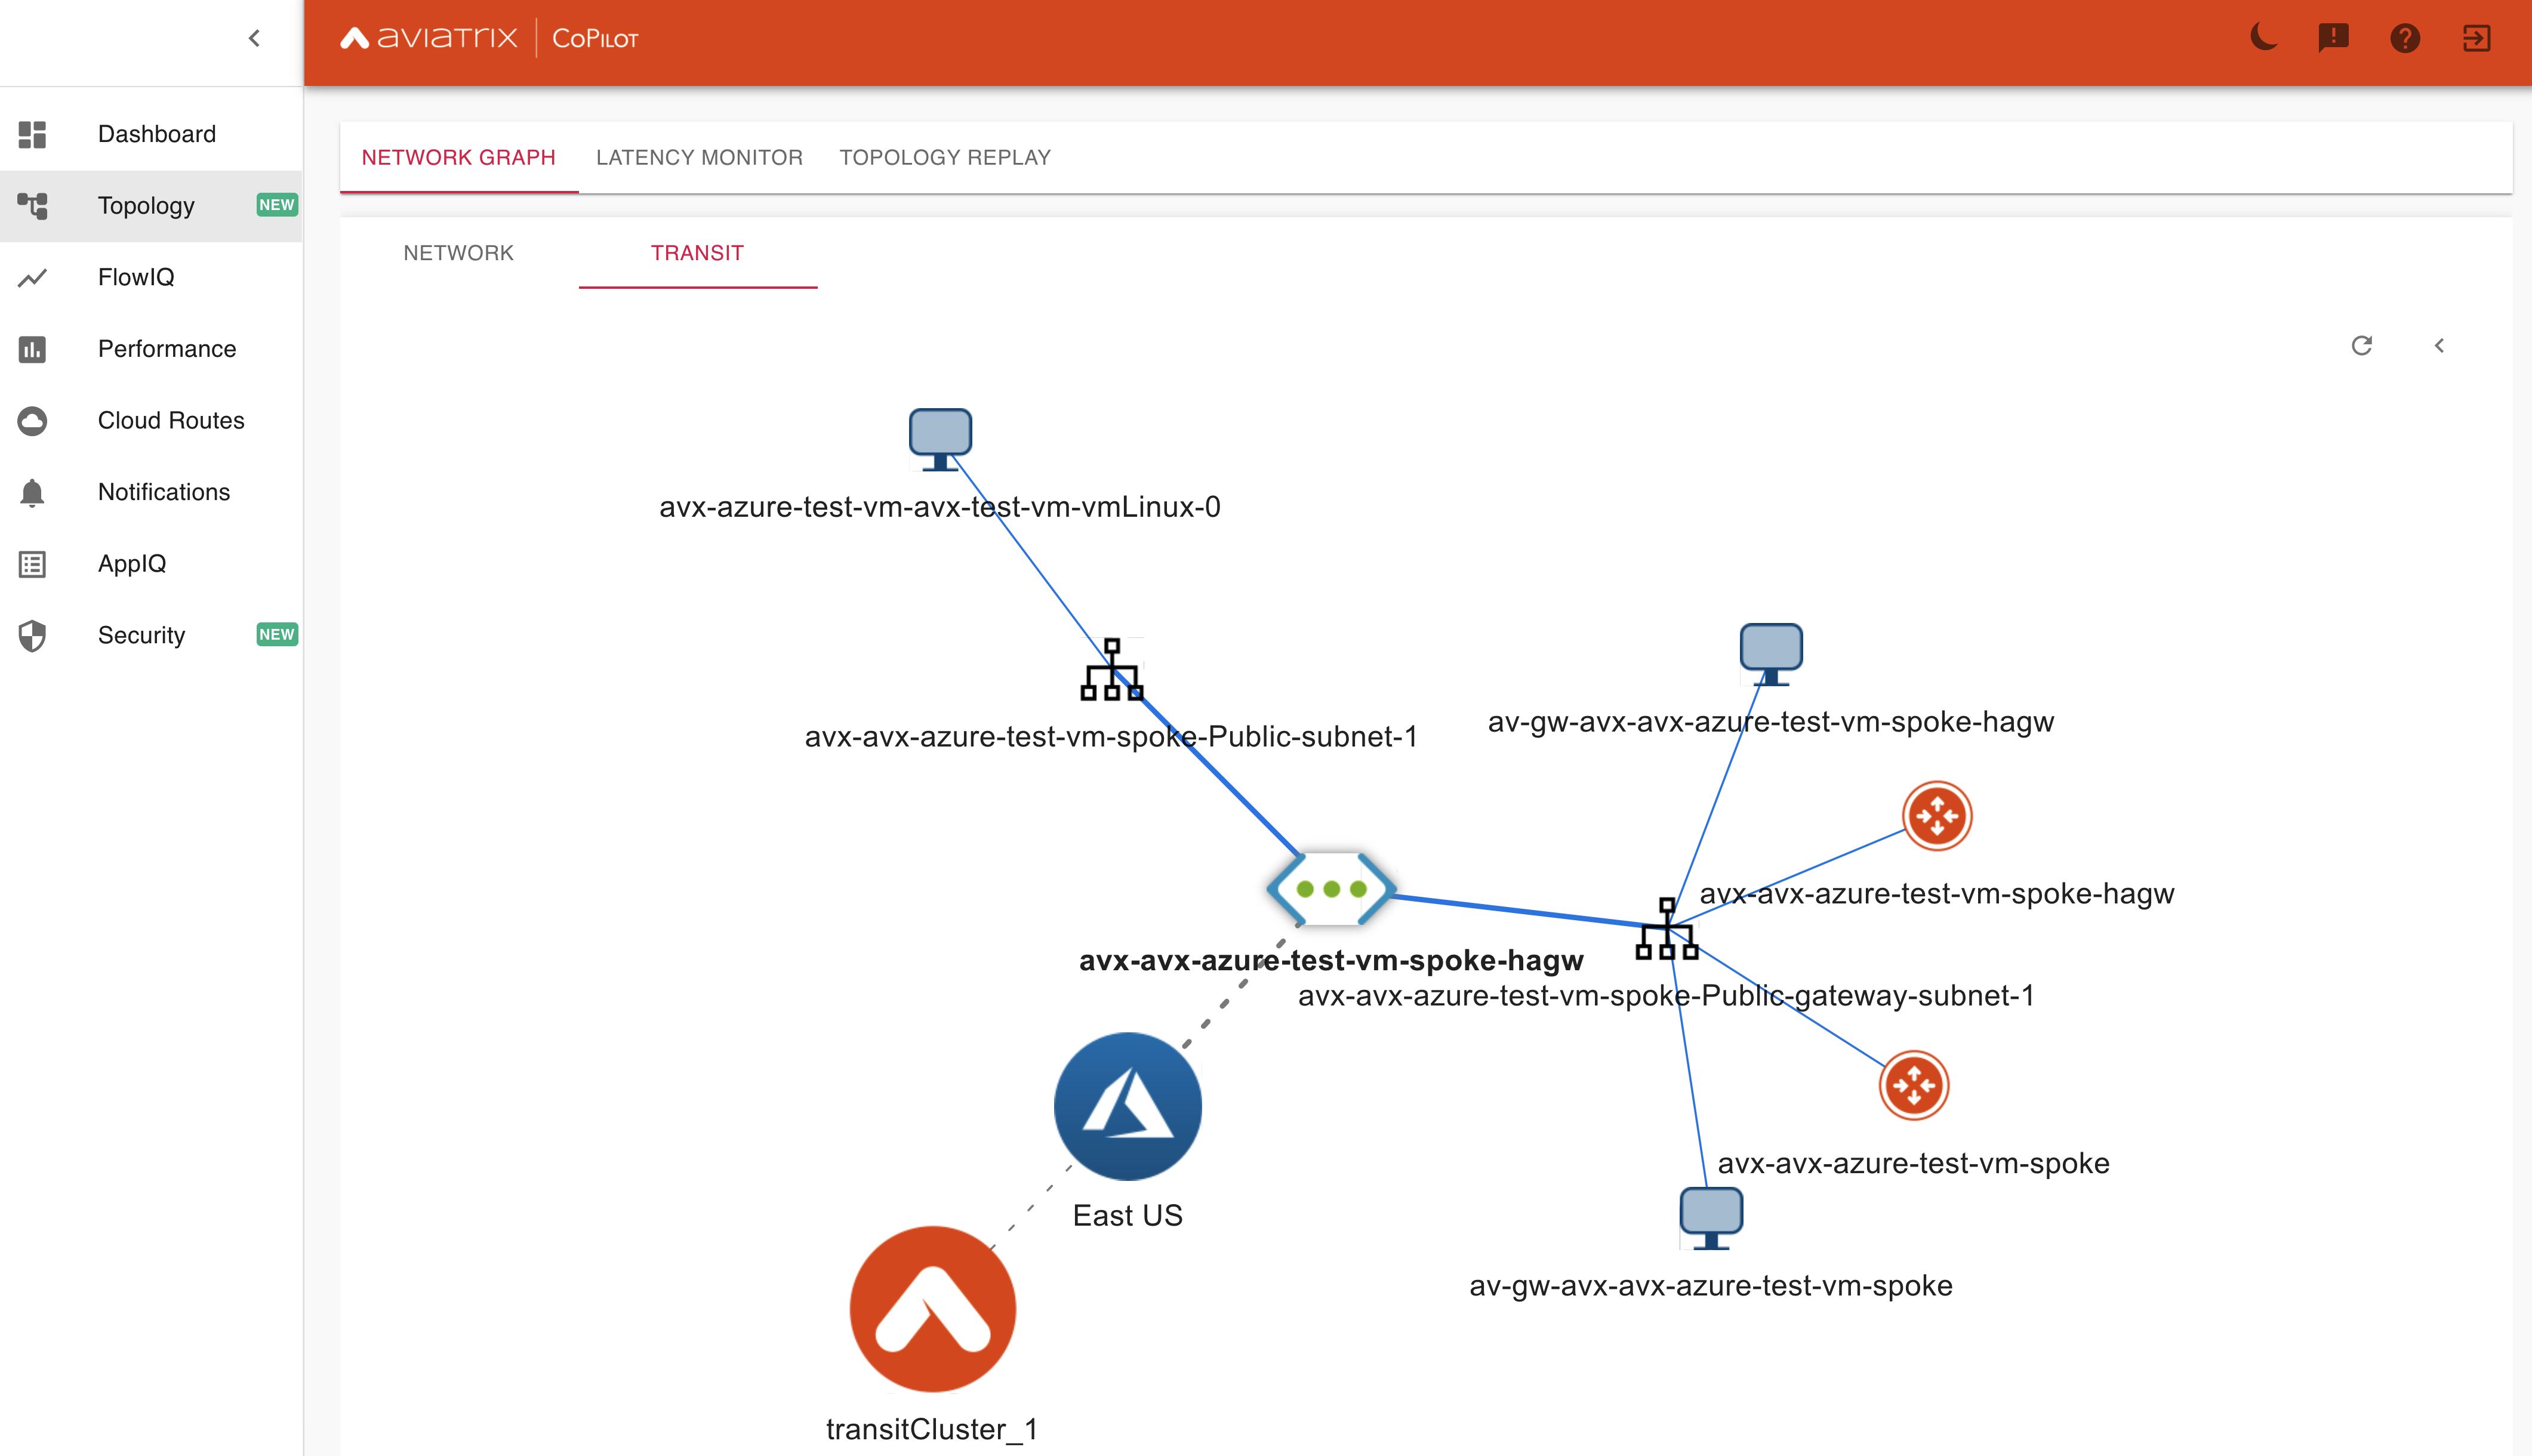 aviatrix CoPilot
Dashboard
Topology NEW
FlowIQ
Performance
Cloud Routes
Notifications
AppIQ
Security NEW
NETWORK GRAPH LATENCY MONITOR TOPOLOGY REPLAY
NETWORK TRANSIT
avx-azure-test-vm-avx-test-vm-vmLinux-0
avx-avx-azure-test-vm-spoke-Public-subnet-1
av-gw-avx-avx-azure-test-vm-spoke-hagw
avx-avx-azure-test-vm-spoke-hagw
avx-avx-azure-test-vm-spoke-hagw
avx-avx-azure-test-vm-spoke-Public-gateway-subnet-1
avx-avx-azure-test-vm-spoke
East US
av-gw-avx-avx-azure-test-vm-spoke
transitCluster_1